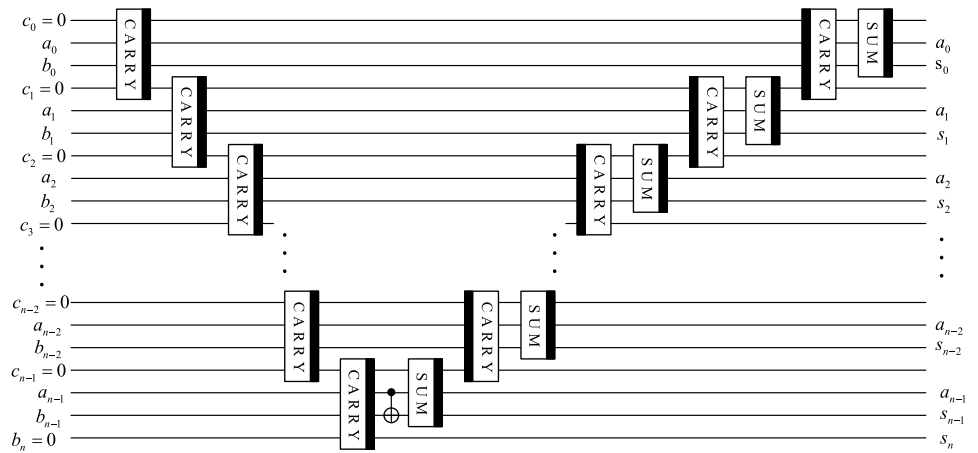 c₀ = 0
a₀ CARRY CARRY SUM a₀
b₀ s₀
c₁ = 0
a₁ CARRY CARRY SUM a₁
b₁ s₁
c₂ = 0
a₂ CARRY CARRY SUM a₂
b₂ s₂
c₃ = 0
cₙ₋₂ = 0
aₙ₋₂ CARRY CARRY SUM aₙ₋₂
bₙ₋₂ sₙ₋₂
cₙ₋₁ = 0
aₙ₋₁ CARRY SUM aₙ₋₁
bₙ₋₁ sₙ₋₁
bₙ = 0 sₙ